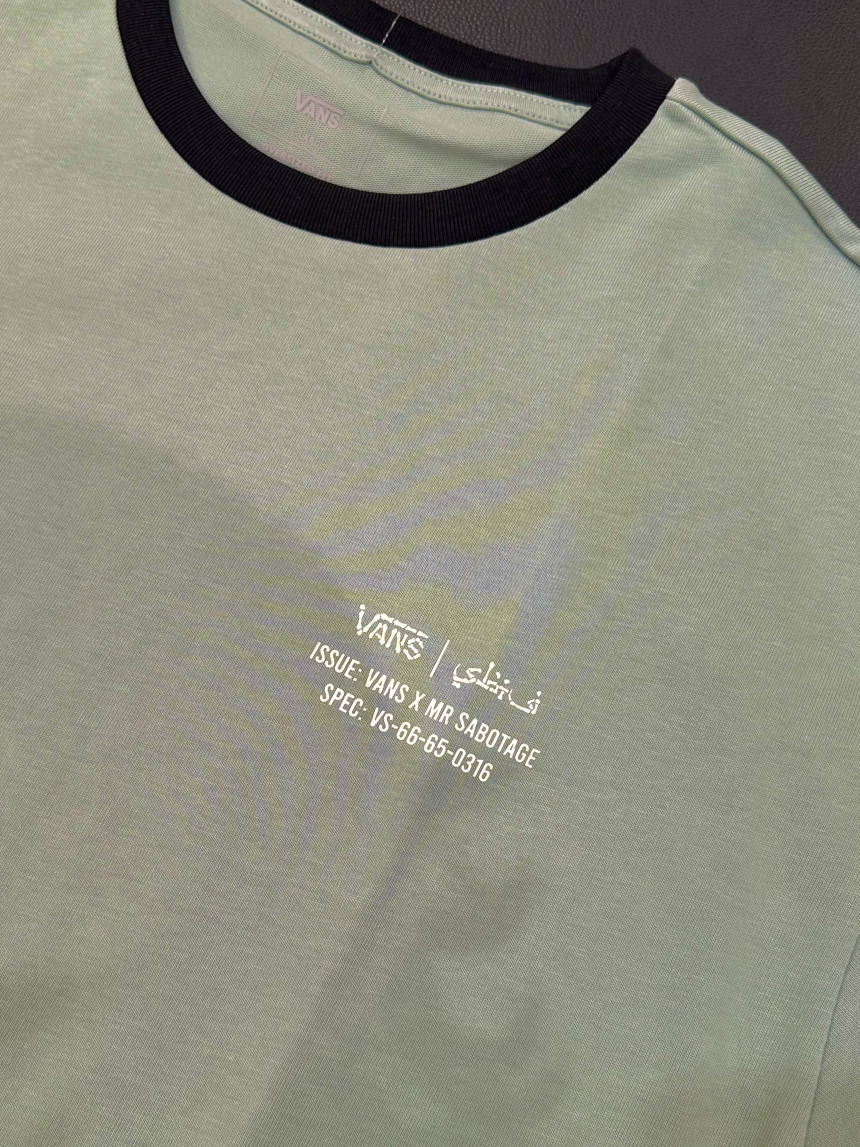 VANS
VANS |
ISSUE: VANS X MR SABOTAGE
SPEC: VS-66-65-0316